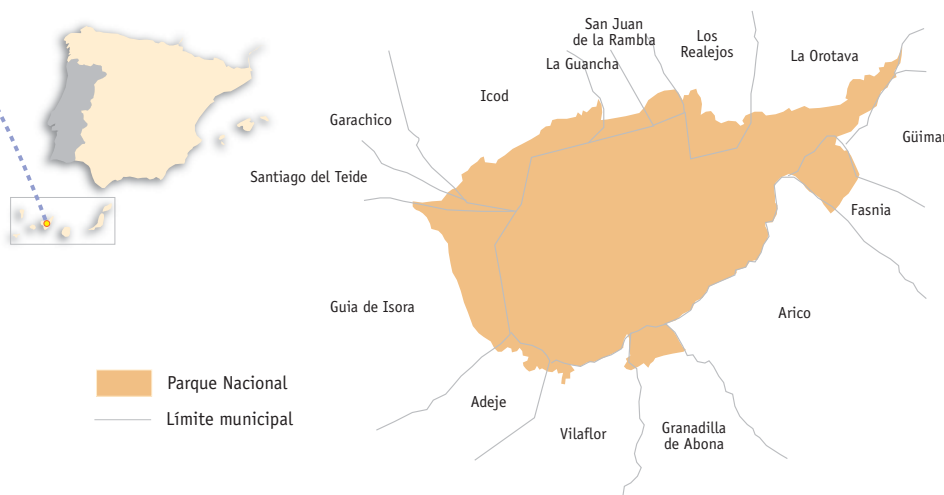 San Juan
de la Rambla
Los
Realejos
La Orotava
La Guancha
Icod
Garachico
Güimar
Santiago del Teide
Fasnia
Guia de Isora
Arico
Parque Nacional
Adeje
Límite municipal
Vilaflor
Granadilla
de Abona